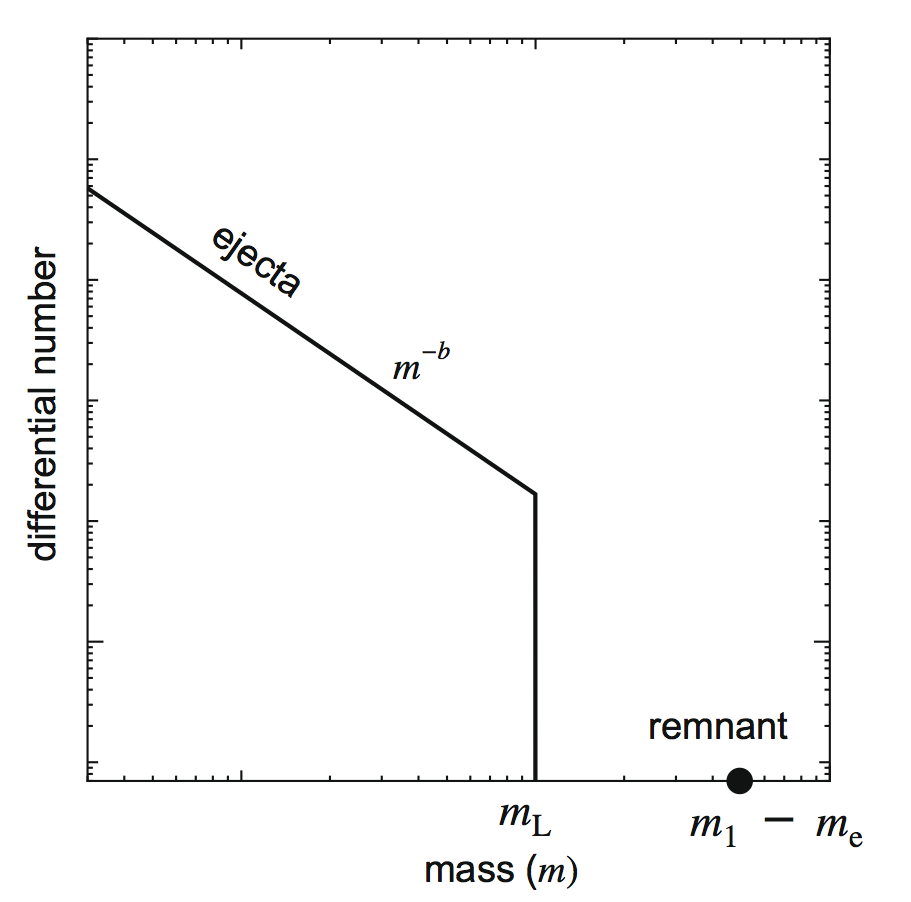 differential number
ejecta
m^{-b}
remnant
m_L
m_1 − m_e
mass (m)